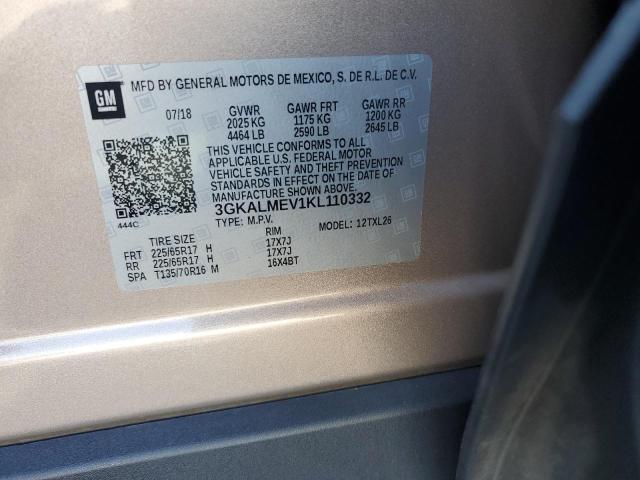 GM
MFD BY GENERAL MOTORS DE MEXICO, S. DE R.L. DE C.V.
07/18 GVWR GAWR FRT GAWR RR
2025 KG 1175 KG 1200 KG
4464 LB 2590 LB 2645 LB
THIS VEHICLE CONFORMS TO ALL
APPLICABLE U.S. FEDERAL MOTOR
VEHICLE SAFETY AND THEFT PREVENTION
STANDARDS IN EFFECT ON THE DATE OF
MANUFACTURE SHOWN ABOVE.
3GKALMEV1KL110332
444C TYPE: M.P.V. MODEL: 12TXL26
TIRE SIZE RIM
FRT 225/65R17 H 17X7J
RR 225/65R17 H 17X7J
SPA T135/70R16 M 16X4BT